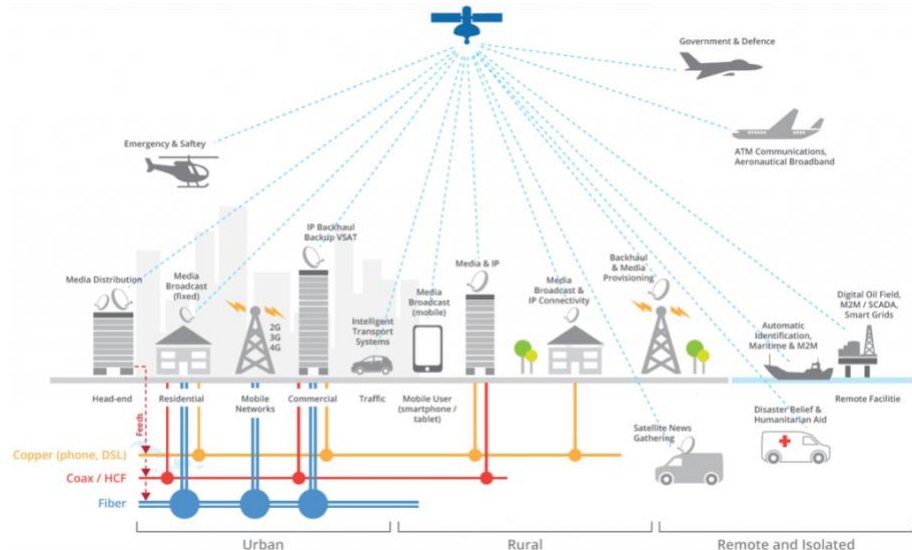 Government & Defence
Emergency & Saftey
ATM Communications,
Aeronautical Broadband
IP Backhaul
Backup VSAT
Media Distribution
Media
Broadcast
(fixed)
2G
3G
4G
Intelligent
Transport
Systems
Media
Broadcast
(mobile)
Media & IP
Media
Broadcast &
IP Connectivity
Backhaul
& Media
Provisioning
Automatic
Identification,
Maritime & M2M
Digital Oil Field,
M2M / SCADA,
Smart Grids
Head-end
Residential
Mobile
Networks
Commercial
Traffic
Mobile User
(smartphone /
tablet)
Satellite News
Gathering
Disaster Relief &
Humanitarian Aid
Remote Facilitie
Feeds
Copper (phone, DSL)
Coax / HCF
Fiber
Urban
Rural
Remote and Isolated